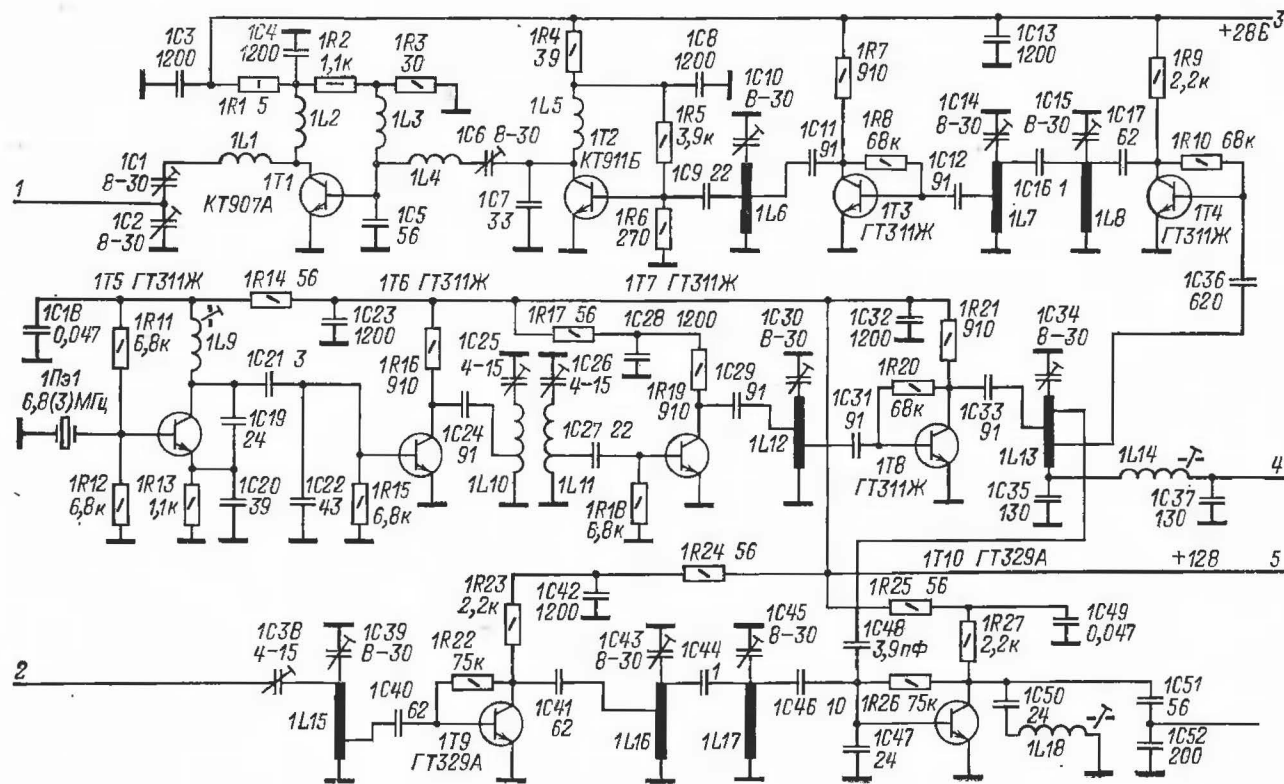 1C3
1200
1C4
1200
1R2
1,1к
1R3
30
1R4
39
1C8
1200
1R7
910
1C13
1200
1R9
2,2к
+28Б
3
1R1 5
1L2
1L3
1L5
1R5
3,9к
1C10
В-30
1R8
68к
1C14
8-30
1C15
В-30
1C17
62
1R10 68к
1L1
1C1
8-30
1T1
КТ907А
1
1C2
8-30
1C6 8-30
1T2
КТ911Б
1L4
1C5
56
1C7
33
1C9 22
1R6
270
1L6
1C11
91
1C12
91
1T3
ГТ311Ж
1L7
1C16 1
1L8
1T4
ГТ311Ж
1C36
620
1T5 ГТ311Ж
1R14 56
1T6 ГТ311Ж
1T7 ГТ311Ж
1C1В
0,047
1R11
6,8к
1L9
1C23
1200
1R16
910
1R17 56
1C28
1200
1C25
4-15
1C26
4-15
1C30
В-30
1C32
1200
1R21
910
1C34
8-30
1Пэ1
6,8(3)МГц
1C21 3
1C19
24
1C24
91
1R19
910
1C29
91
1R20
68к
1C31
91
1C33
91
1C27 22
1L12
1L13
1L14
4
1R12
6,8к
1R13
1,1к
1C20
39
1C22
43
1R15
6,8к
1L10
1L11
1R1В
6,8к
1T8
ГТ311Ж
1C35
130
1C37
130
1R24 56
1T10 ГТ329А
+12В
5
1R23
2,2к
1C42
1200
1R25 56
1R27
2,2к
1C49
0,047
1C3В
4-15
1C39
В-30
1R22
75к
1C43
8-30
1C44
1
1C45
8-30
1C48
3,9пФ
2
1L15
1C40
62
1T9
ГТ329А
1C41
62
1L16
1L17
1C46 10
1R26 75к
1C47
24
1C50
24
1L18
1C51
56
1C52
200